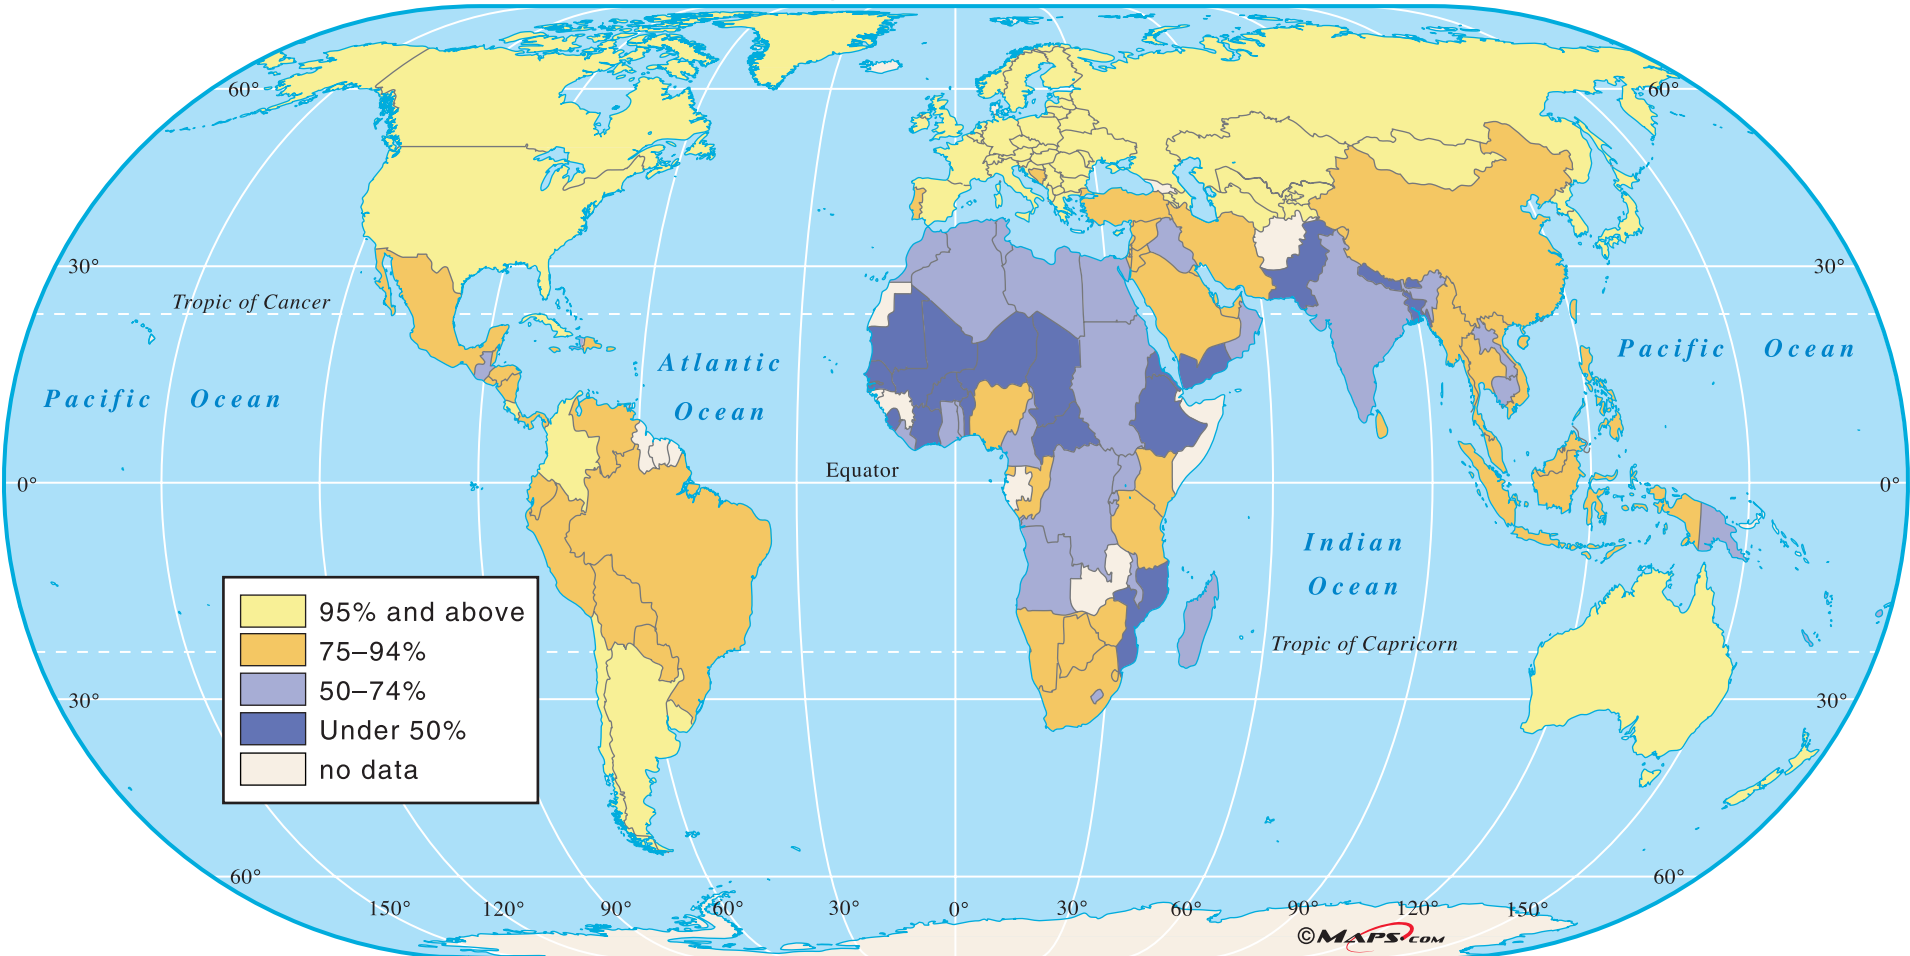 60°
60°
30°
30°
Tropic of Cancer
Atlantic
Ocean
Pacific Ocean
Pacific Ocean
Equator
0°
0°
Indian
Ocean
Tropic of Capricorn
95% and above
75–94%
50–74%
Under 50%
no data
30°
30°
60°
60°
150° 120° 90° 60° 30° 0° 30° 60° 90° 120° 150°
©MAPS.COM